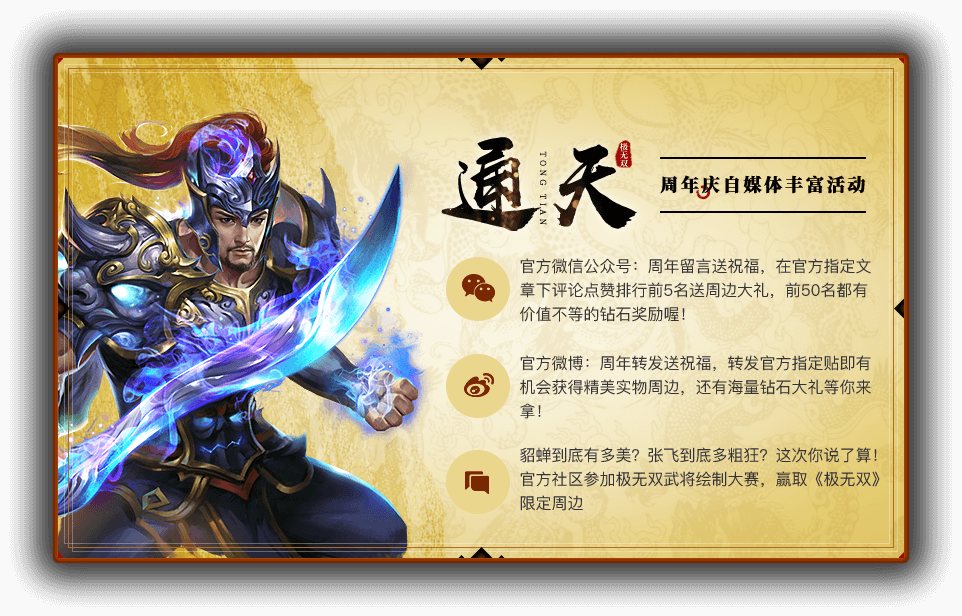 通天
TONG TIAN
极无双
周年庆自媒体丰富活动
官方微信公众号：周年留言送祝福，在官方指定文
章下评论点赞排行前5名送周边大礼，前50名都有
价值不等的钻石奖励喔！
官方微博：周年转发送祝福，转发官方指定贴即有
机会获得精美实物周边，还有海量钻石大礼等你来
拿！
貂蝉到底有多美？张飞到底多粗狂？这次你说了算！
官方社区参加极无双武将绘制大赛，赢取《极无双》
限定周边